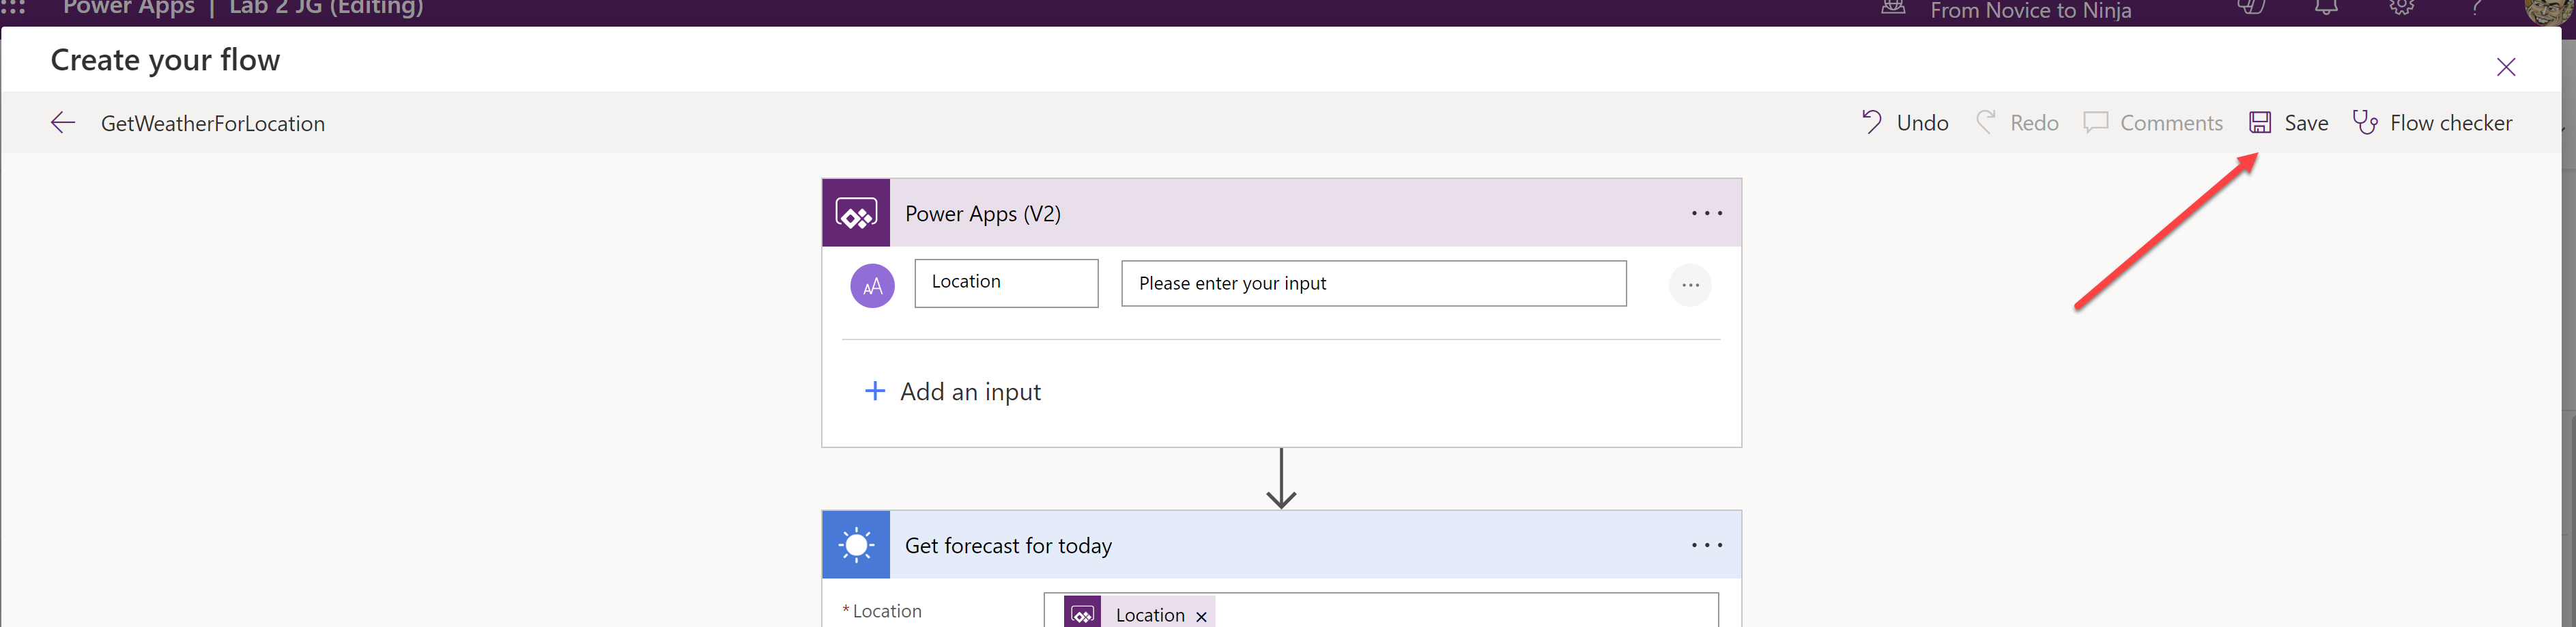 Power Apps | Lab 2 JG (Editing)
From Novice to Ninja
?
Create your flow
GetWeatherForLocation
Undo
Redo
Comments
Save
Flow checker
Power Apps (V2)
AA
Location
Please enter your input
+ Add an input
Get forecast for today
* Location
Location